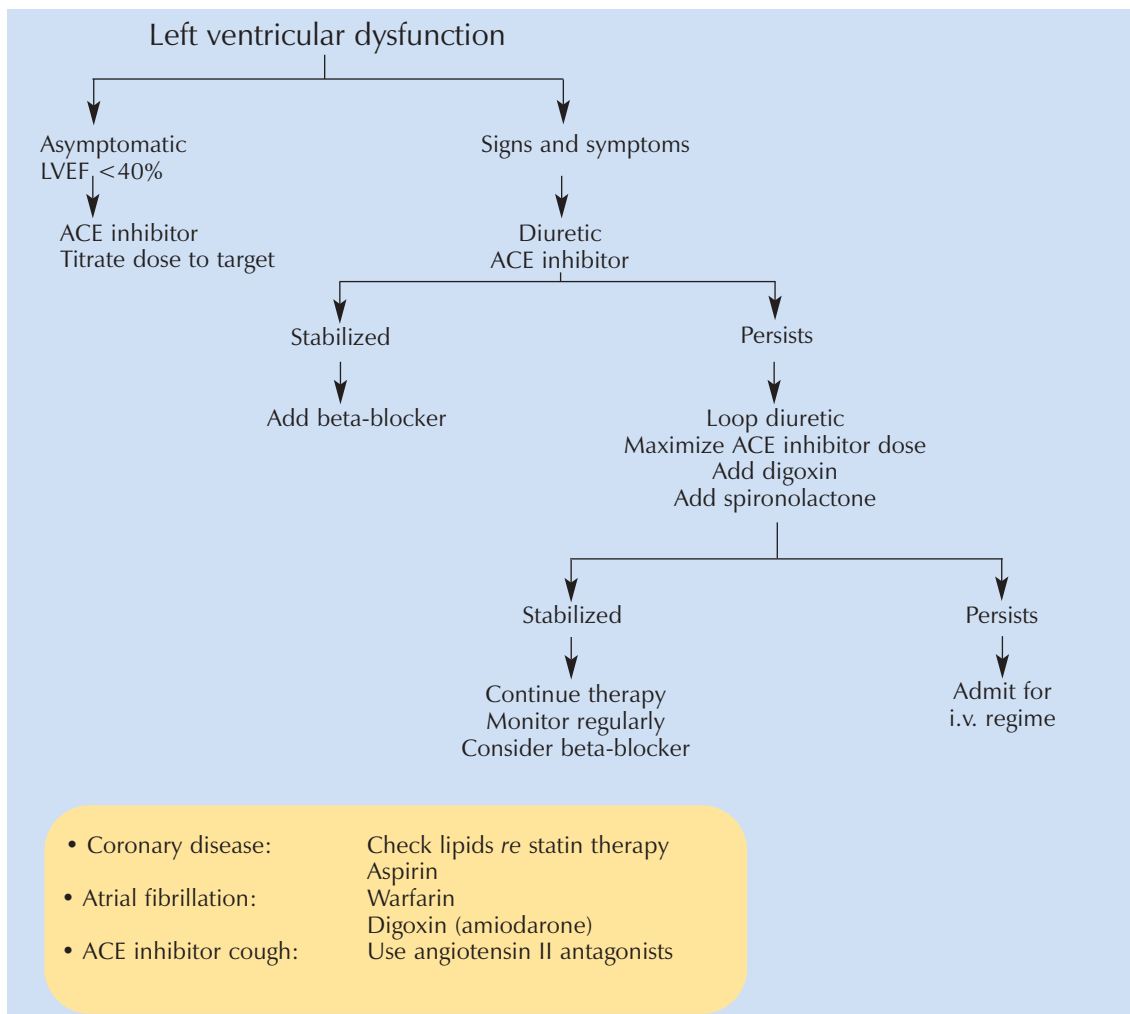 Left ventricular dysfunction
Asymptomatic
LVEF <40%
ACE inhibitor
Titrate dose to target
Signs and symptoms
Diuretic
ACE inhibitor
Stabilized
Add beta-blocker
Persists
Loop diuretic
Maximize ACE inhibitor dose
Add digoxin
Add spironolactone
Stabilized
Continue therapy
Monitor regularly
Consider beta-blocker
Persists
Admit for
i.v. regime
• Coronary disease: Check lipids re statin therapy
Aspirin
• Atrial fibrillation: Warfarin
Digoxin (amiodarone)
• ACE inhibitor cough: Use angiotensin II antagonists